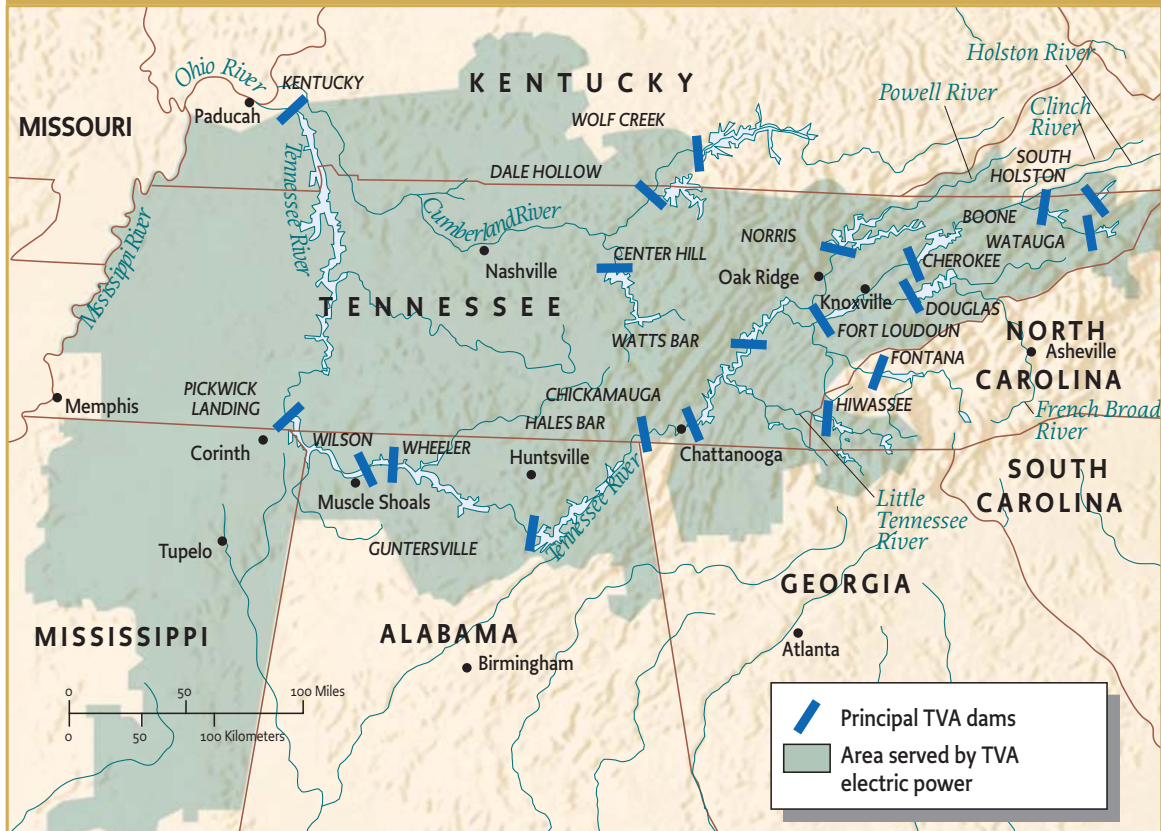 Holston River
Ohio River
KENTUCKY
KENTUCKY
Powell River
Clinch
River
Paducah
MISSOURI
WOLF CREEK
SOUTH
HOLSTON
DALE HOLLOW
Tennessee River
Cumberland River
BOONE
WATAUGA
NORRIS
Mississippi River
Nashville
CENTER HILL
CHEROKEE
Oak Ridge
Knoxville
TENNESSEE
DOUGLAS
FORT LOUDOUN
NORTH
CAROLINA
WATTS BAR
Asheville
FONTANA
PICKWICK
LANDING
CHICKAMAUGA
Memphis
HIWASSEE
French Broad
River
HALES BAR
WILSON
WHEELER
Corinth
Huntsville
Chattanooga
SOUTH
CAROLINA
Muscle Shoals
Tennessee River
Little
Tennessee
River
Tupelo
GUNTERSVILLE
GEORGIA
MISSISSIPPI
ALABAMA
Atlanta
Birmingham
0 50 100 Miles
0 50 100 Kilometers
Principal TVA dams
Area served by TVA
electric power